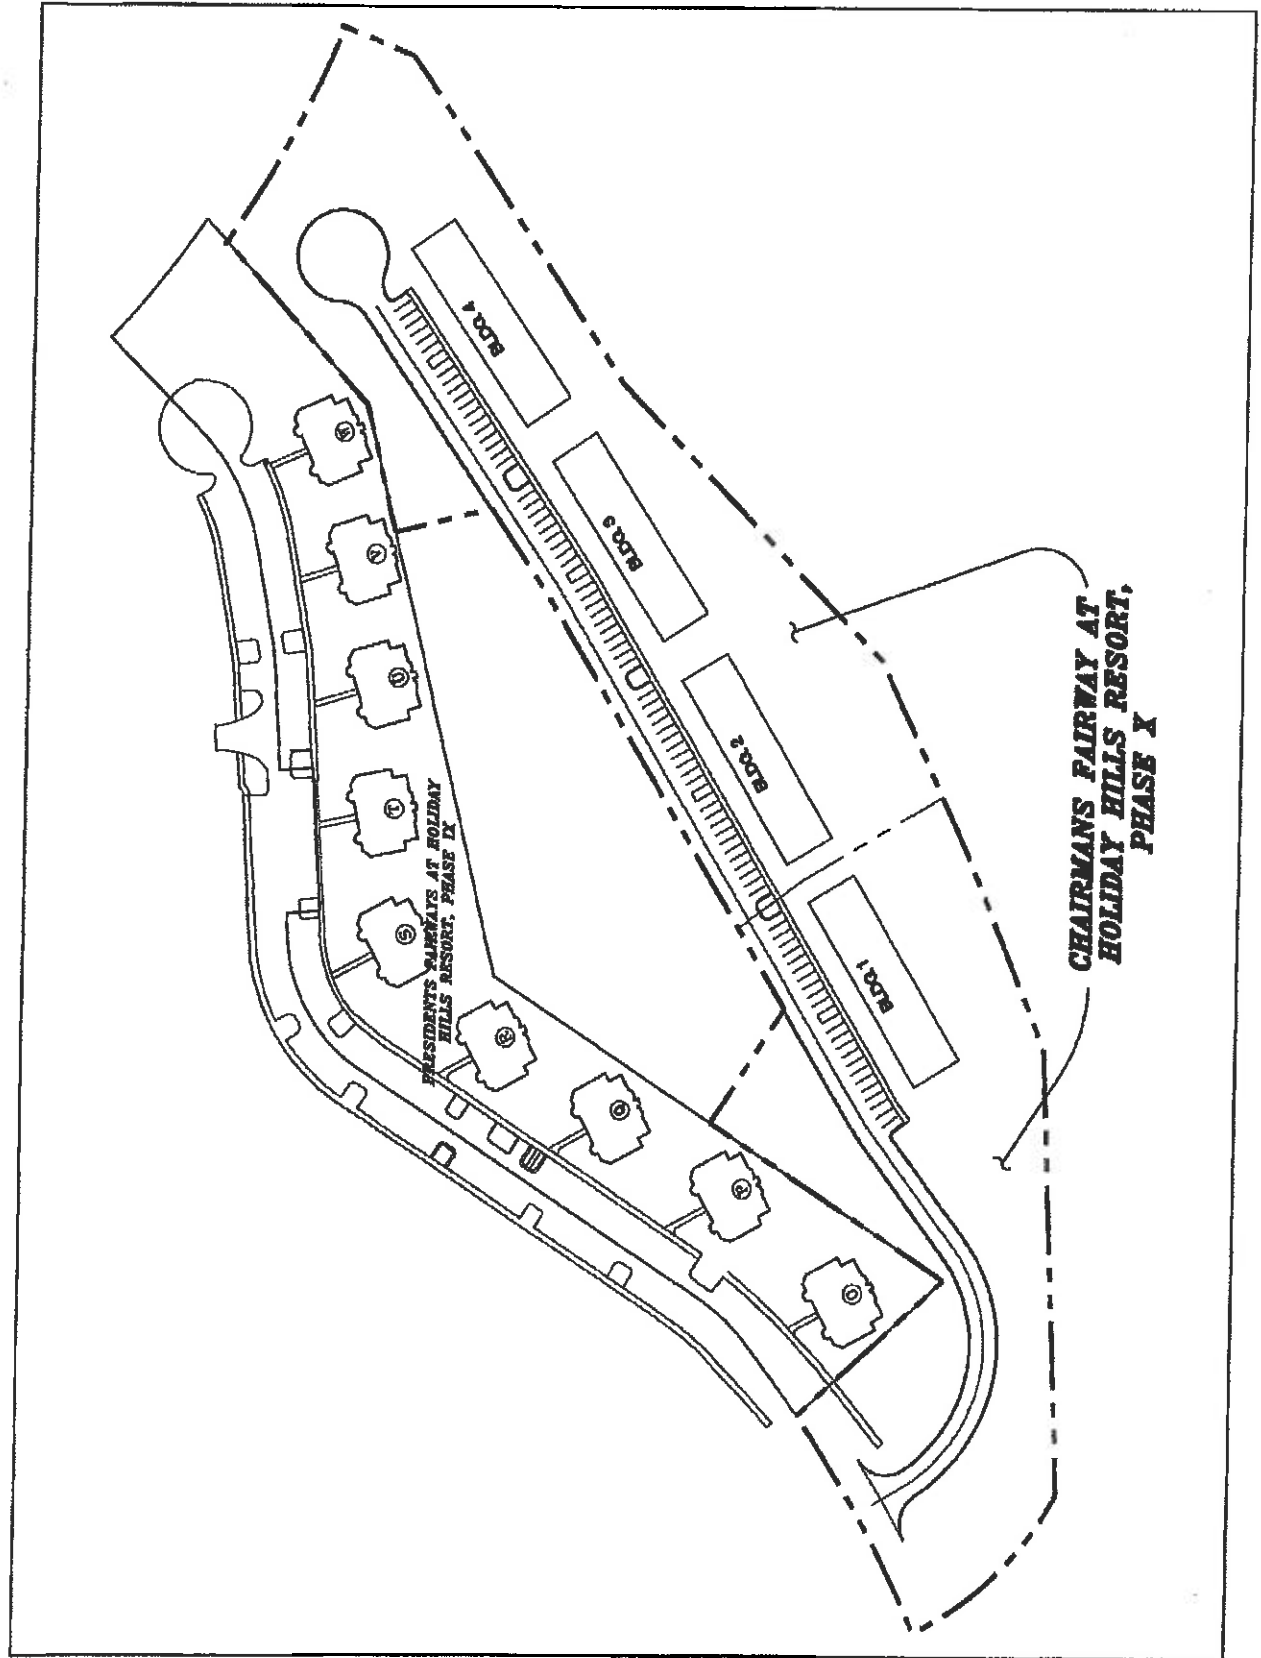 BLDG. 4
BLDG. 3
BLDG. 2
BLDG. 1
W
V
U
T
S
R
Q
P
O
PRESIDENTS FAIRWAYS AT HOLIDAY
HILLS RESORT, PHASE IX
CHAIRMANS FAIRWAY AT
HOLIDAY HILLS RESORT,
PHASE X